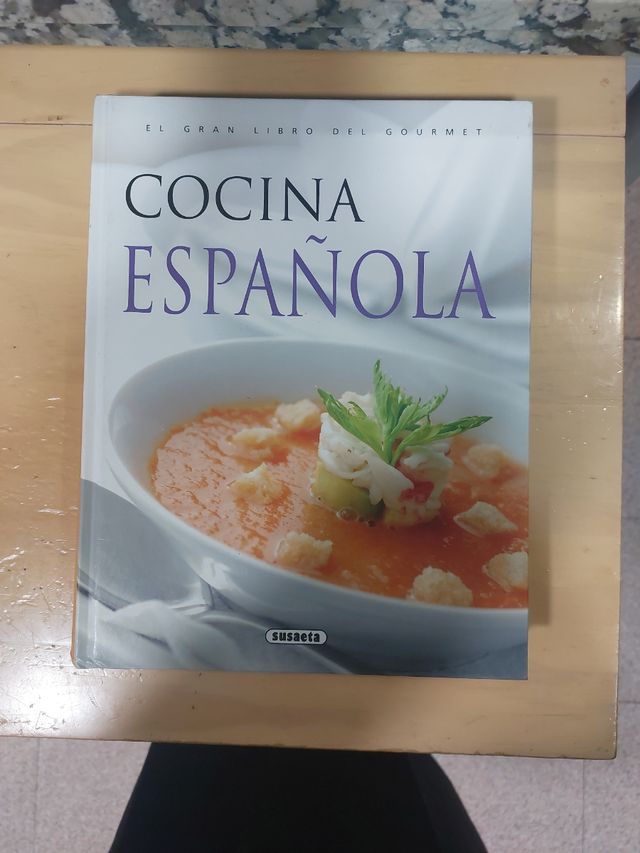 EL GRAN LIBRO DEL GOURMET
COCINA
ESPAÑOLA
susaeta